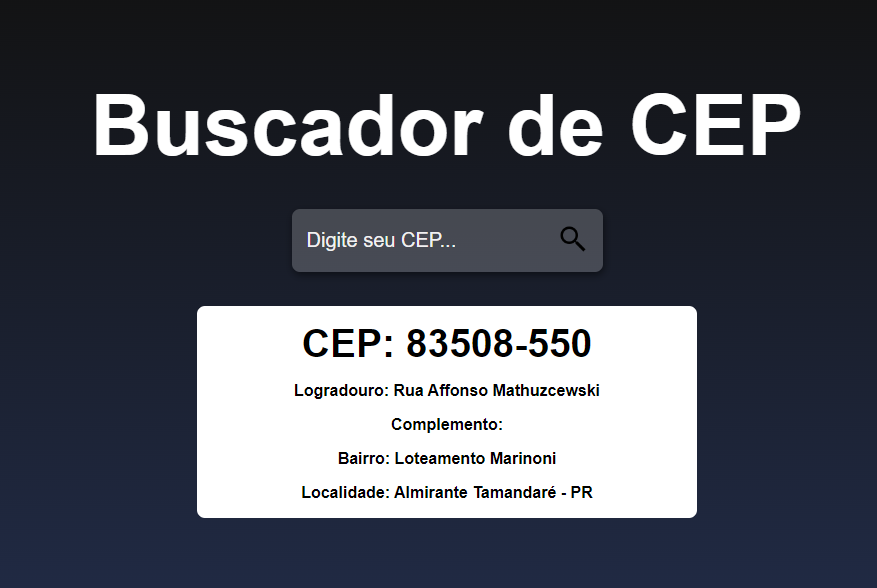 Buscador de CEP
Digite seu CEP...
CEP: 83508-550
Logradouro: Rua Affonso Mathuzcewski
Complemento:
Bairro: Loteamento Marinoni
Localidade: Almirante Tamandaré - PR